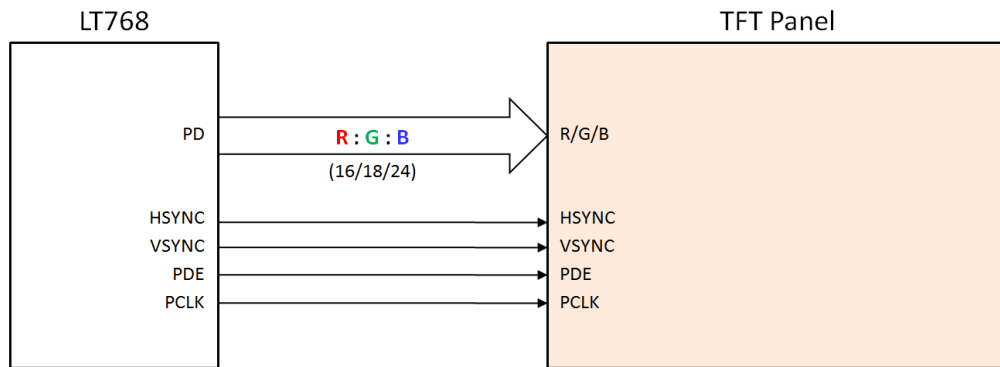 LT768
TFT Panel
PD
R : G : B
(16/18/24)
R/G/B
HSYNC
HSYNC
VSYNC
VSYNC
PDE
PDE
PCLK
PCLK